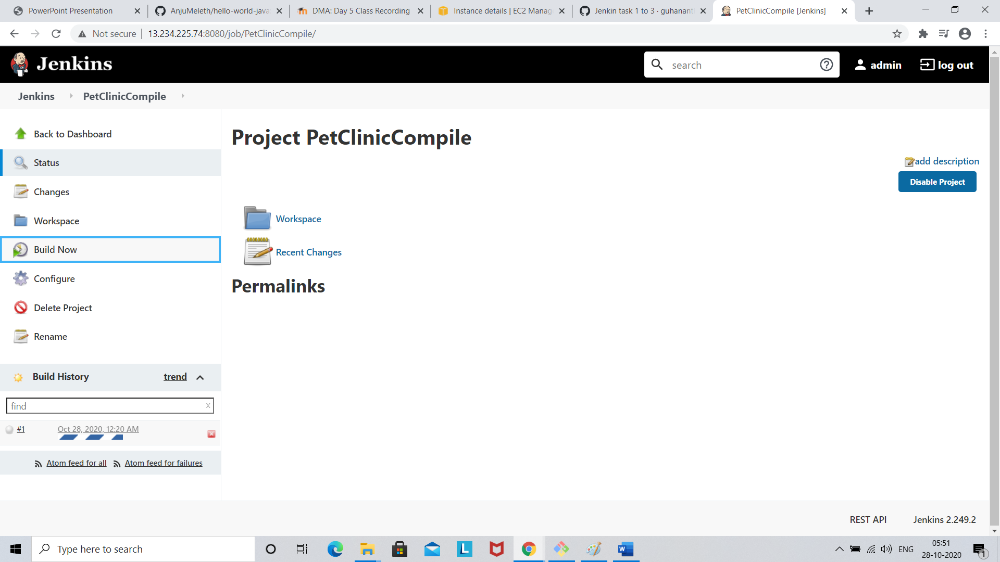 PowerPoint Presentation
AnjuMeleth/hello-world-java
DMA: Day 5 Class Recording
Instance details | EC2 Manag
Jenkin task 1 to 3 · guhanant
PetClinicCompile [Jenkins]
Not secure
13.234.225.74:8080/job/PetClinicCompile/
Jenkins
search
admin
log out
Jenkins
PetClinicCompile
Back to Dashboard
Status
Changes
Workspace
Build Now
Configure
Delete Project
Rename
Build History
trend
find
x
#1
Oct 28, 2020, 12:20 AM
Atom feed for all
Atom feed for failures
Project PetClinicCompile
add description
Disable Project
Workspace
Recent Changes
Permalinks
REST API
Jenkins 2.249.2
Type here to search
ENG
05:51
28-10-2020
1